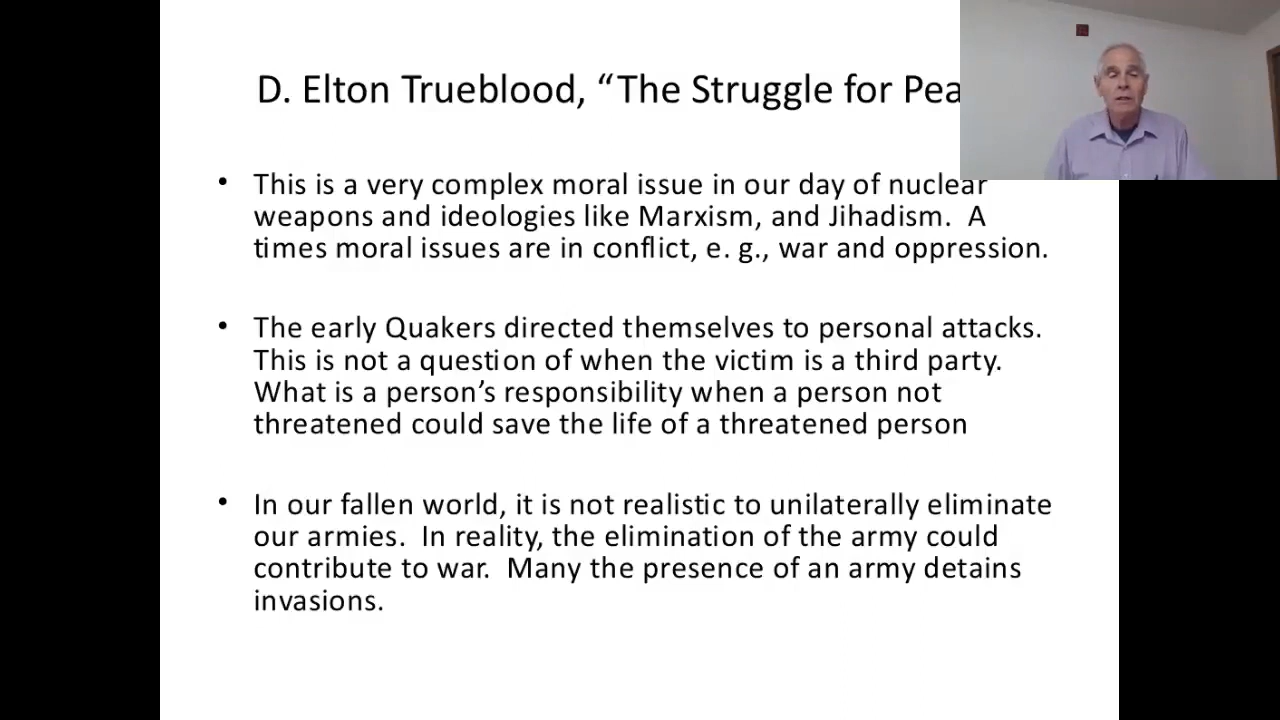 D. Elton Trueblood, “The Struggle for Pea
• This is a very complex moral issue in our day of nuclear
weapons and ideologies like Marxism, and Jihadism.  A
times moral issues are in conflict, e. g., war and oppression.
• The early Quakers directed themselves to personal attacks.
This is not a question of when the victim is a third party.
What is a person’s responsibility when a person not
threatened could save the life of a threatened person
• In our fallen world, it is not realistic to unilaterally eliminate
our armies.  In reality, the elimination of the army could
contribute to war.  Many the presence of an army detains
invasions.